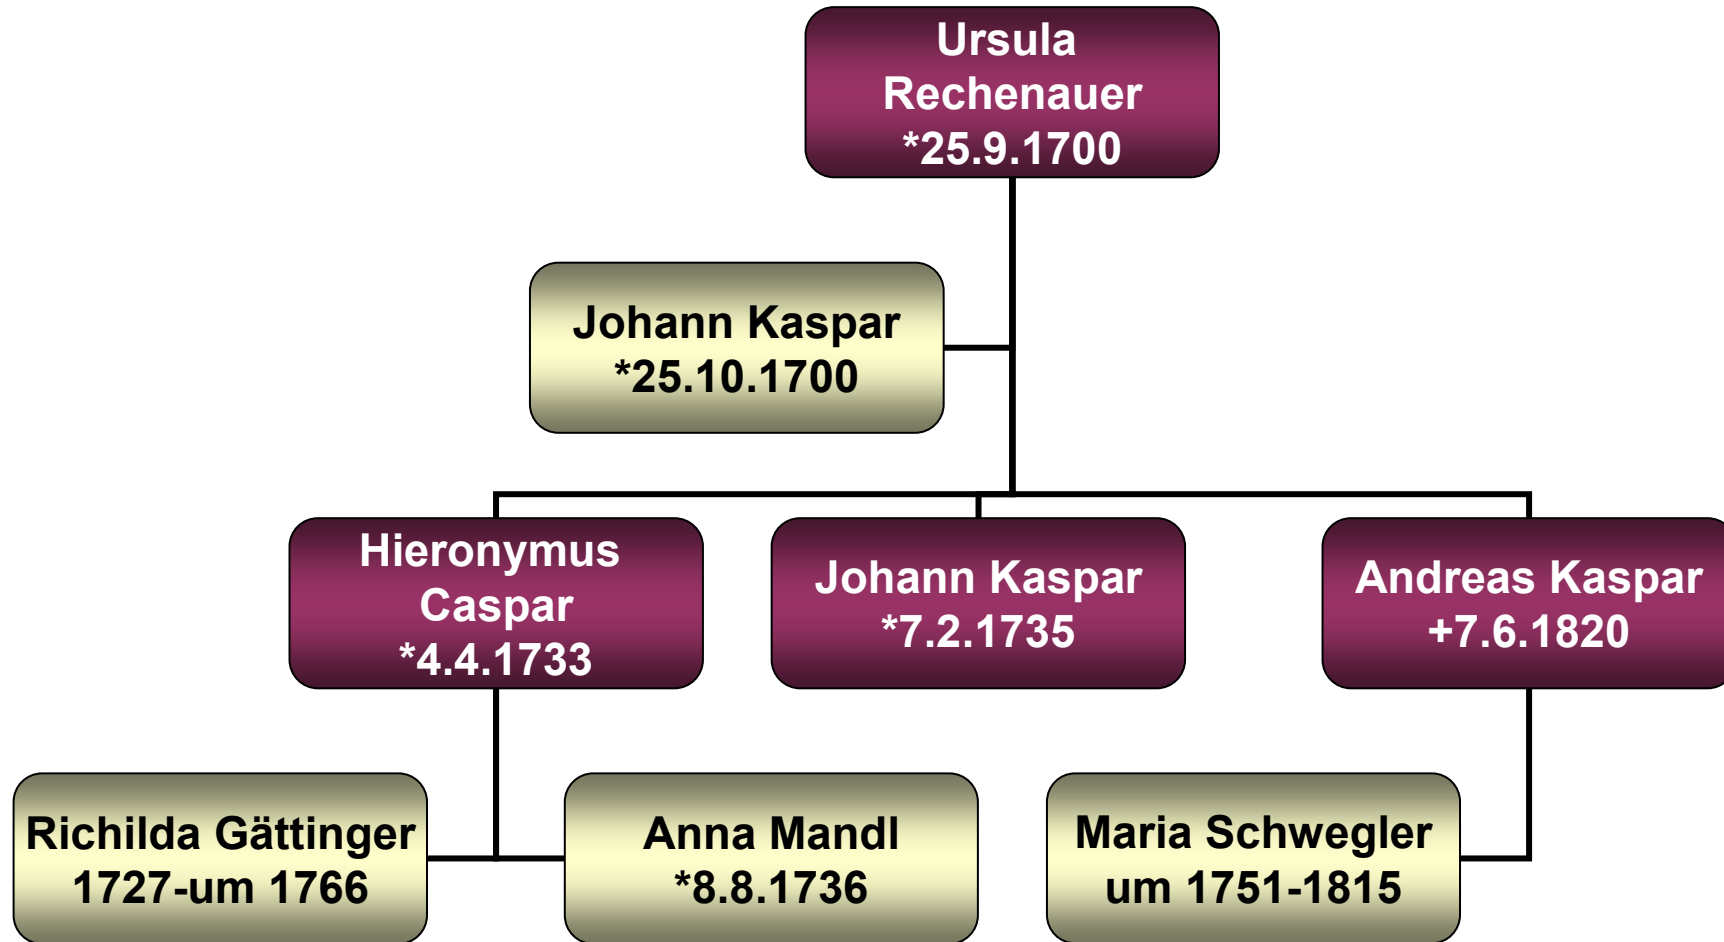 Ursula
Rechenauer
*25.9.1700
Johann Kaspar
*25.10.1700
Hieronymus
Caspar
*4.4.1733
Johann Kaspar
*7.2.1735
Andreas Kaspar
+7.6.1820
Richilda Gättinger
1727-um 1766
Anna Mandl
*8.8.1736
Maria Schwegler
um 1751-1815